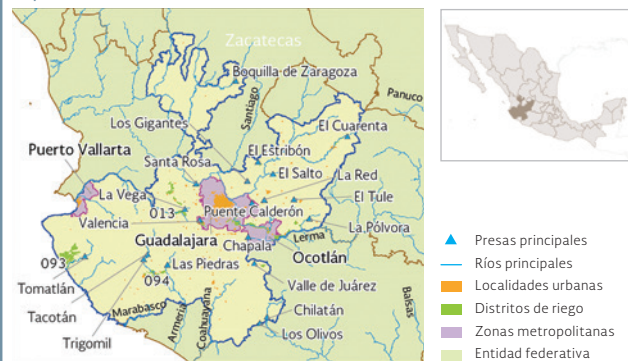 Zacatecas
Boquilla de Zaragoza
Panuco
Santiago
Los Gigantes
El Cuarenta
El Estribón
Puerto Vallarta
Santa Rosa
El Salto
La Red
La Vega
El Tule
013
Puente Calderón
Valencia
La Pólvora
Guadalajara
Chapala
Lerma
Ocotlán
093
Las Piedras
094
Tomatlán
Valle de Juárez
Tacotán
Marabasco
Armería
Coahuayana
Chilatán
Balsas
Trigomil
Los Olivos
Presas principales
Ríos principales
Localidades urbanas
Distritos de riego
Zonas metropolitanas
Entidad federativa